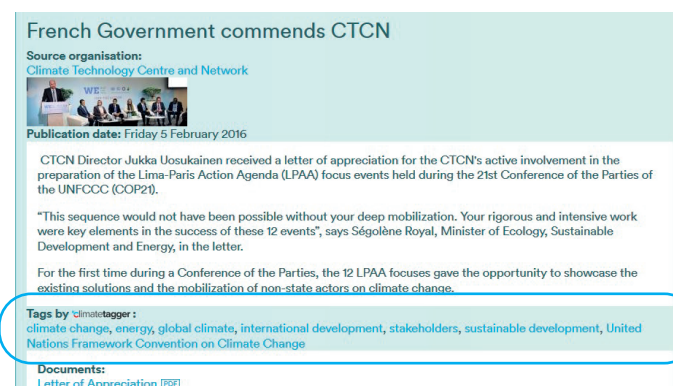 French Government commends CTCN
Source organisation:
Climate Technology Centre and Network
WE
Publication date: Friday 5 February 2016
CTCN Director Jukka Uosukainen received a letter of appreciation for the CTCN's active involvement in the
preparation of the Lima-Paris Action Agenda (LPAA) focus events held during the 21st Conference of the Parties of
the UNFCCC (COP21).
“This sequence would not have been possible without your deep mobilization. Your rigorous and intensive work
were key elements in the success of these 12 events”, says Ségolène Royal, Minister of Ecology, Sustainable
Development and Energy, in the letter.
For the first time during a Conference of the Parties, the 12 LPAA focuses gave the opportunity to showcase the
existing solutions and the mobilization of non-state actors on climate change.
Tags by climatetagger :
climate change, energy, global climate, international development, stakeholders, sustainable development, United
Nations Framework Convention on Climate Change
Documents:
Letter of Appreciation PDF